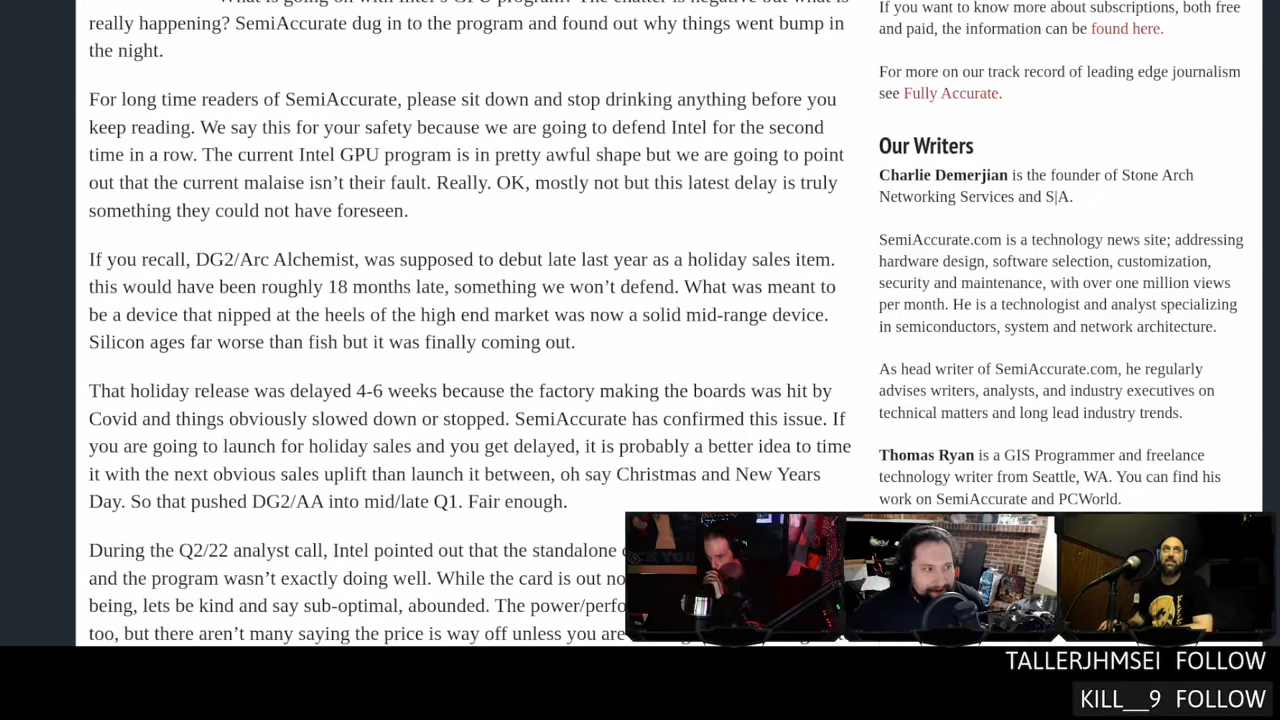 really happening? SemiAccurate dug in to the program and found out why things went bump in
the night.
For long time readers of SemiAccurate, please sit down and stop drinking anything before you
keep reading. We say this for your safety because we are going to defend Intel for the second
time in a row. The current Intel GPU program is in pretty awful shape but we are going to point
out that the current malaise isn’t their fault. Really. OK, mostly not but this latest delay is truly
something they could not have foreseen.
If you recall, DG2/Arc Alchemist, was supposed to debut late last year as a holiday sales item.
this would have been roughly 18 months late, something we won’t defend. What was meant to
be a device that nipped at the heels of the high end market was now a solid mid-range device.
Silicon ages far worse than fish but it was finally coming out.
That holiday release was delayed 4-6 weeks because the factory making the boards was hit by
Covid and things obviously slowed down or stopped. SemiAccurate has confirmed this issue. If
you are going to launch for holiday sales and you get delayed, it is probably a better idea to time
it with the next obvious sales uplift than launch it between, oh say Christmas and New Years
Day. So that pushed DG2/AA into mid/late Q1. Fair enough.
During the Q2/22 analyst call, Intel pointed out that the standalone
and the program wasn’t exactly doing well. While the card is out
being, lets be kind and say sub-optimal, abounded. The
too, but there aren’t many saying the price is way off unless you are
If you want to know more about subscriptions, both free
and paid, the information can be found here.
For more on our track record of leading edge journalism
see Fully Accurate.
Our Writers
Charlie Demerjian is the founder of Stone Arch
Networking Services and S|A.
SemiAccurate.com is a technology news site; addressing
hardware design, software selection, customization,
security and maintenance, with over one million views
per month. He is a technologist and analyst specializing
in semiconductors, system and network architecture.
As head writer of SemiAccurate.com, he regularly
advises writers, analysts, and industry executives on
technical matters and long lead industry trends.
Thomas Ryan is a GIS Programmer and freelance
technology writer from Seattle, WA. You can find his
work on SemiAccurate and PCWorld.
TALLERJHMSEI FOLLOW
KILL__9 FOLLOW